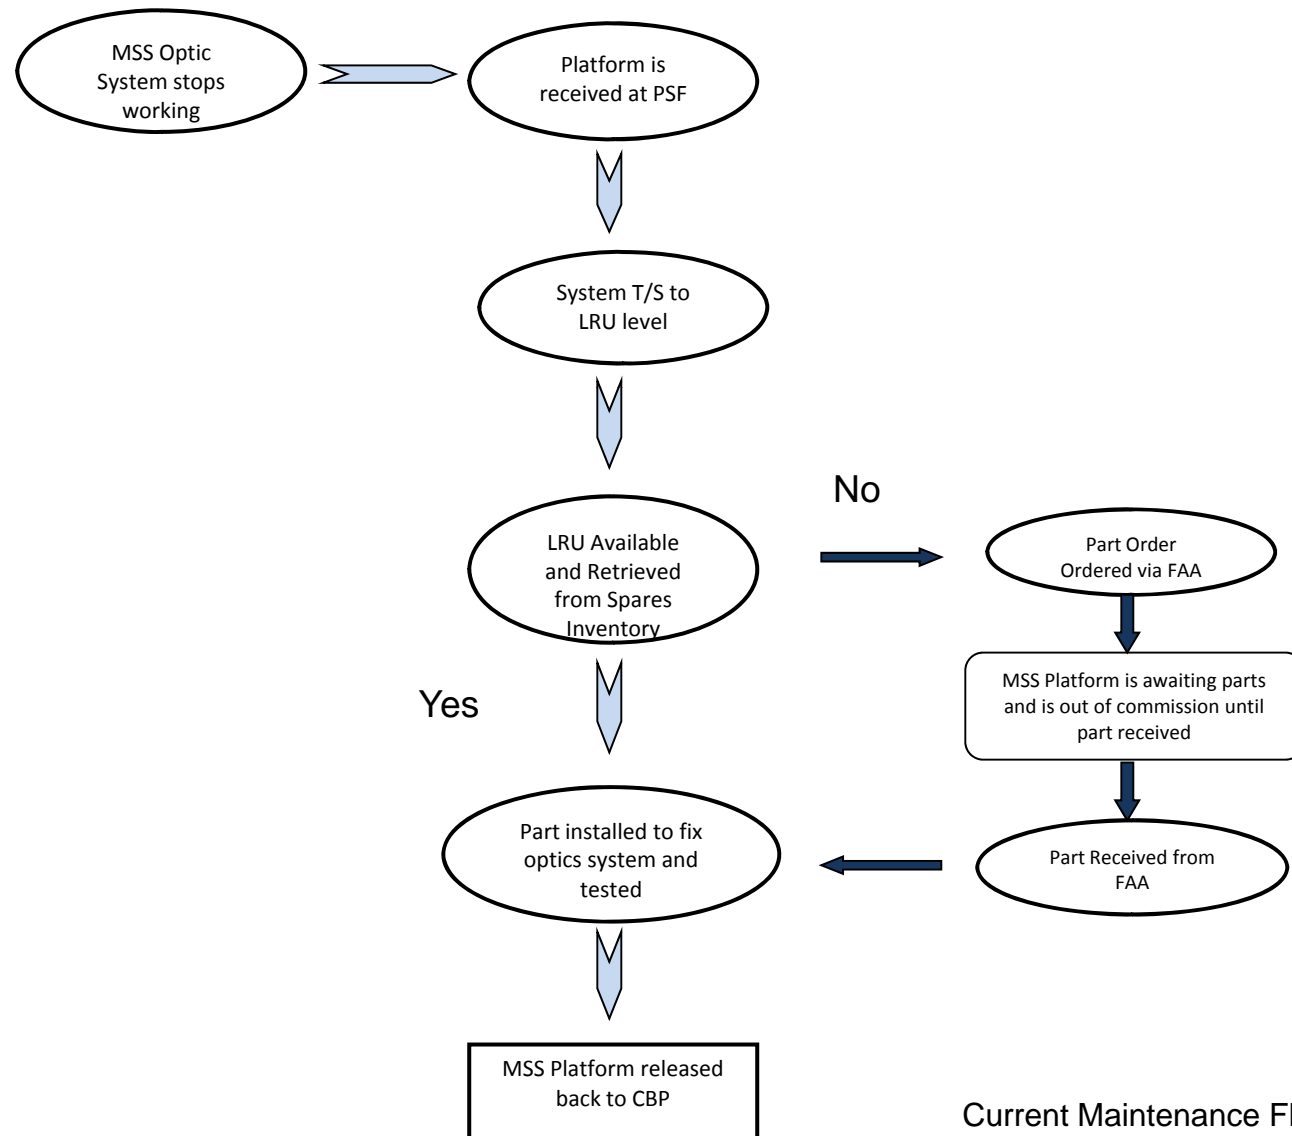 MSS Optic
System stops
working
Platform is
received at PSF
System T/S to
LRU level
No
LRU Available
and Retrieved
from Spares
Inventory
Part Order
Ordered via FAA
Yes
MSS Platform is awaiting parts
and is out of commission until
part received
Part installed to fix
optics system and
tested
Part Received from
FAA
MSS Platform released
back to CBP
Current Maintenance